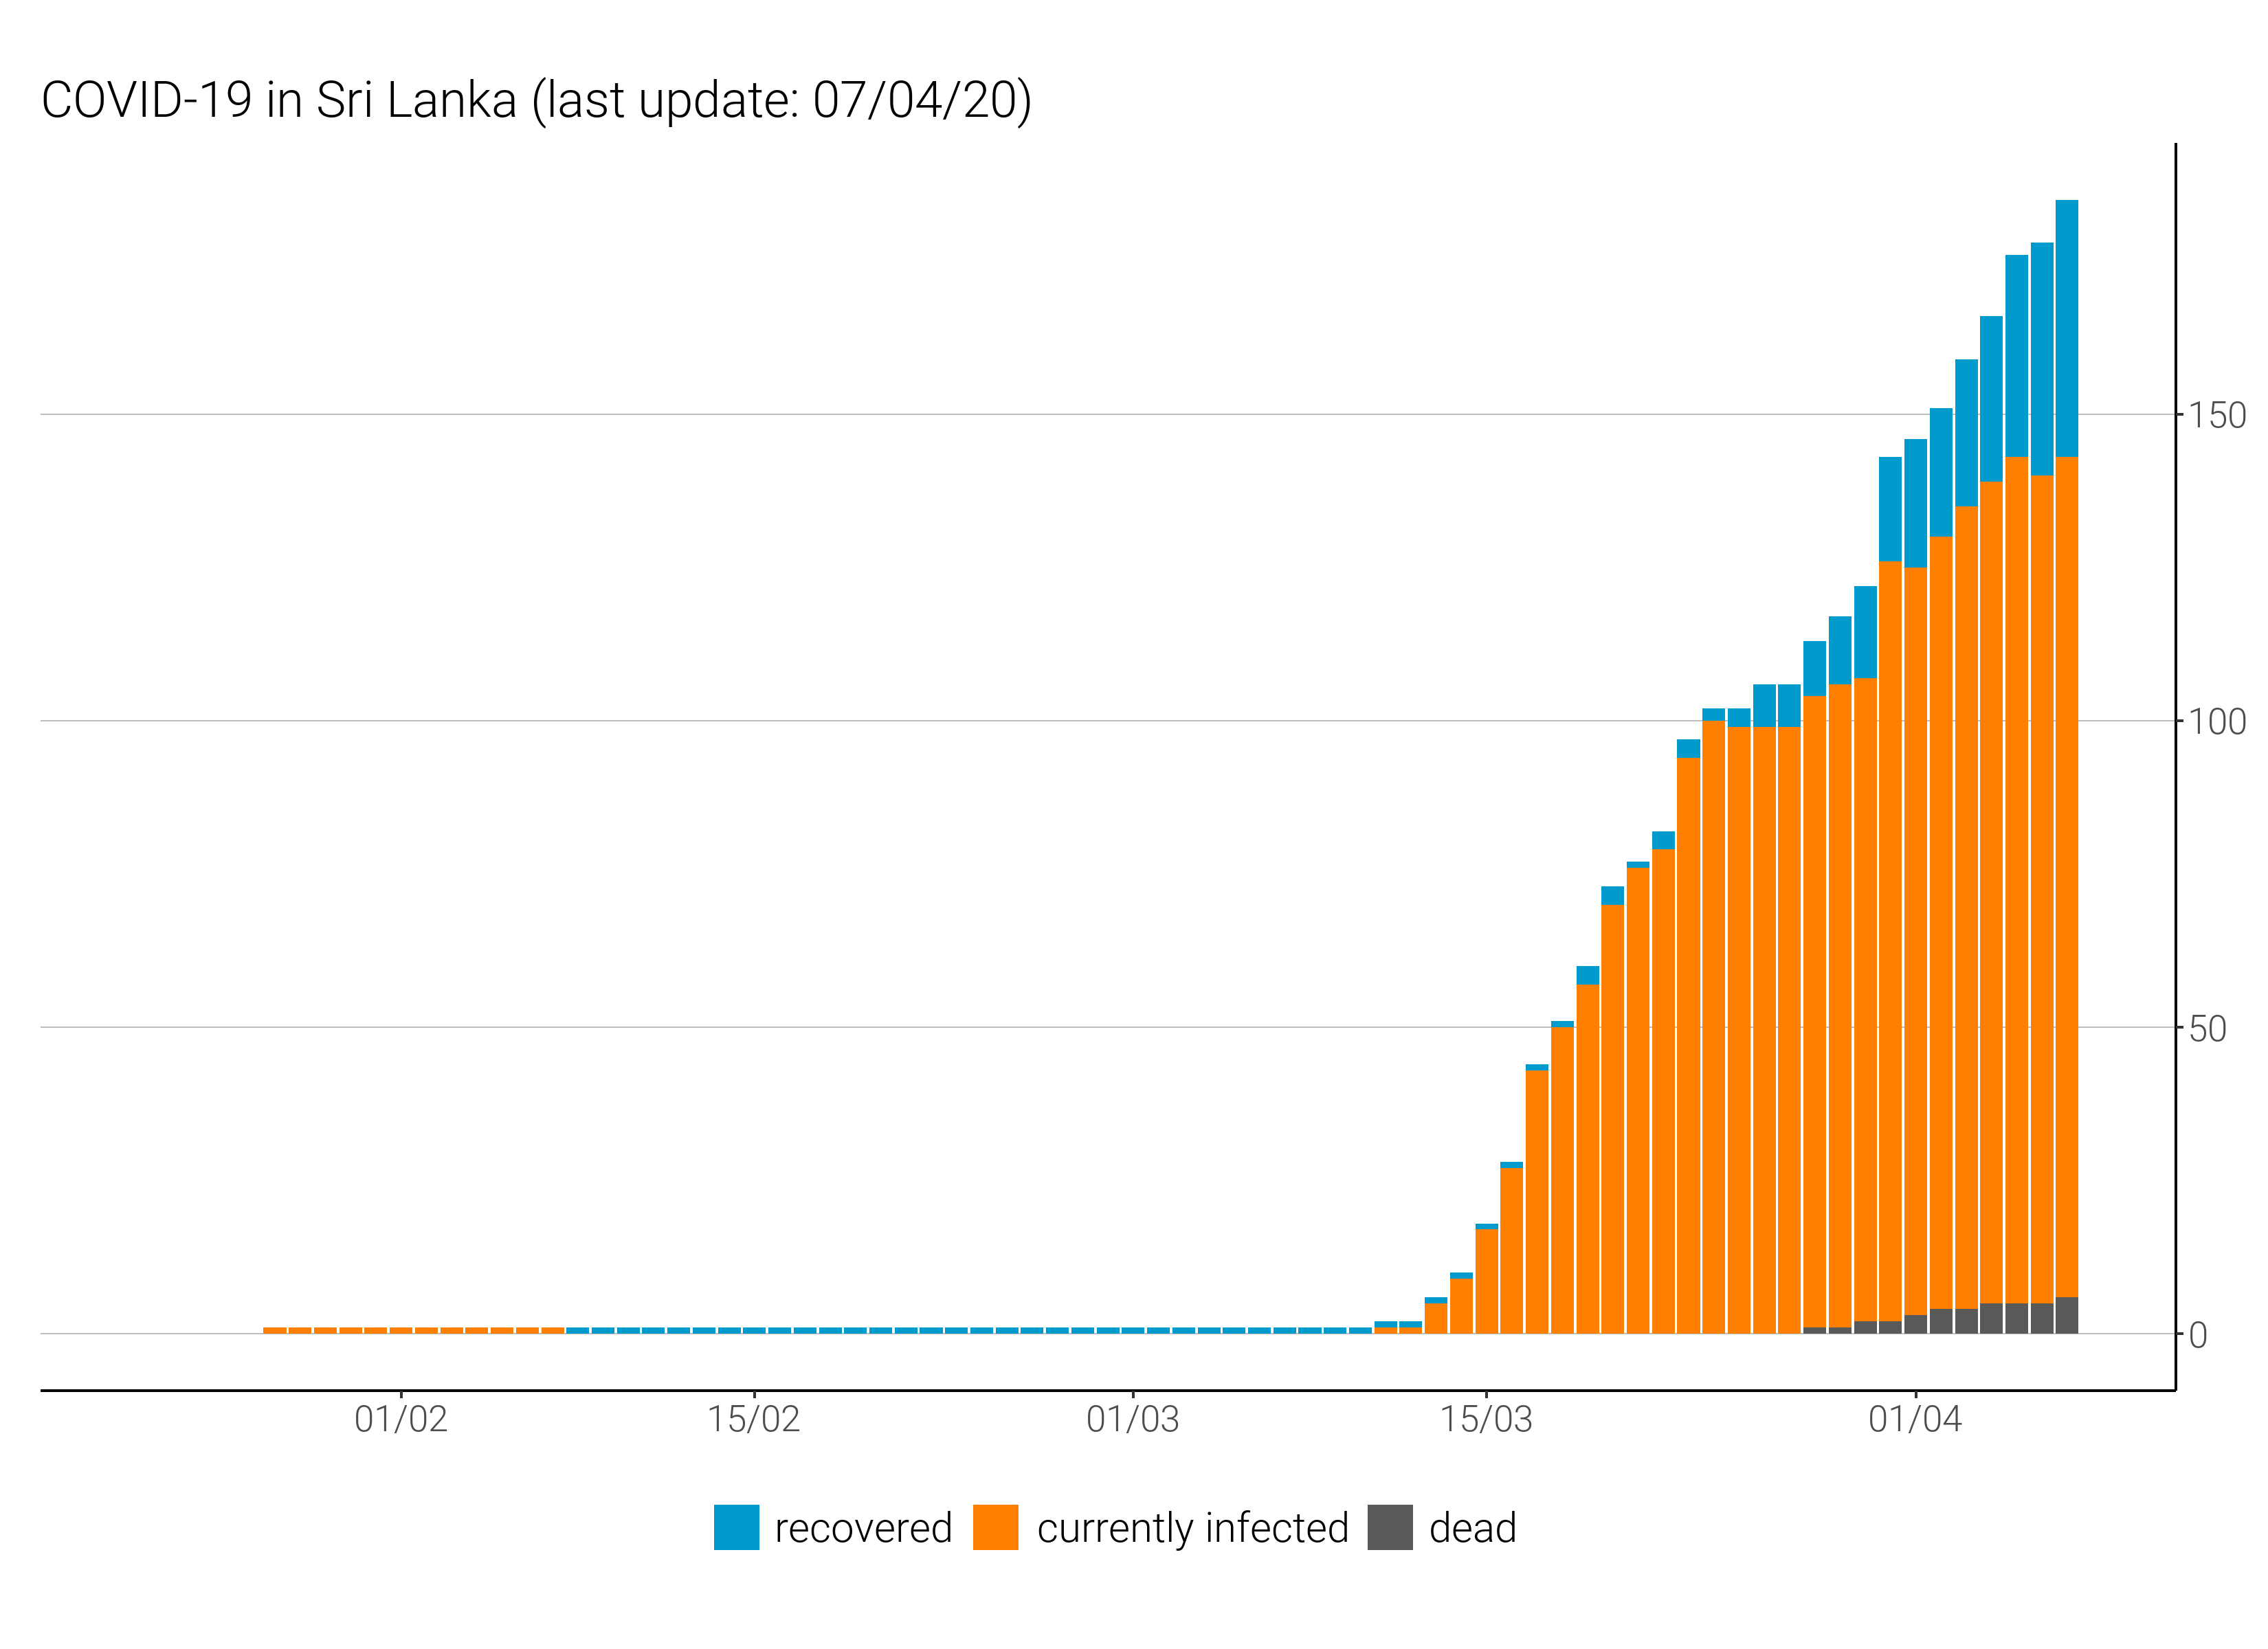 COVID-19 in Sri Lanka (last update: 07/04/20)
150
100
50
0
01/02 15/02 01/03 15/03 01/04
recovered currently infected dead